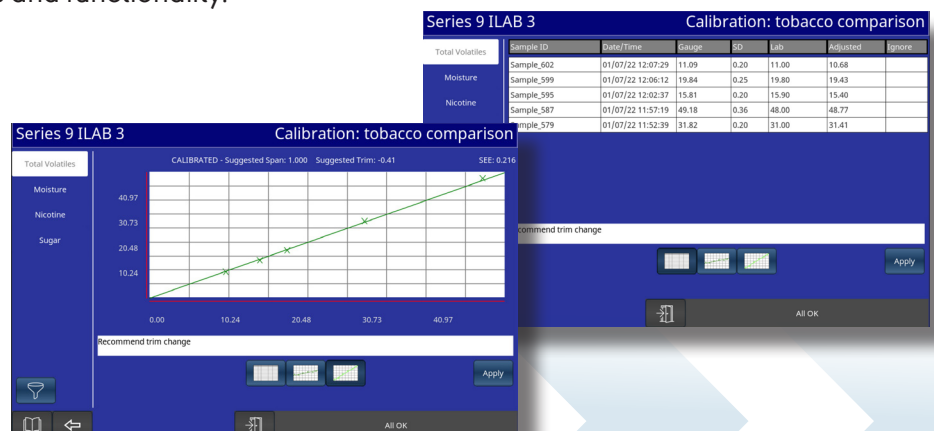 and functionality.
Series 9 ILAB 3 Calibration: tobacco comparison
Total Volatiles
Moisture
Nicotine
Sample ID Date/Time Gauge SD Lab Adjusted Ignore
Sample_602 01/07/22 12:07:29 11.09 0.20 11.00 10.68
Sample_599 01/07/22 12:06:12 19.84 0.25 19.80 19.43
Sample_595 01/07/22 12:02:37 15.81 0.20 15.90 15.40
Sample_587 01/07/22 11:57:19 49.18 0.36 48.00 48.77
mple_579 01/07/22 11:52:39 31.82 0.20 31.00 31.41
commend trim change
Apply
All OK
Series 9 ILAB 3 Calibration: tobacco comparison
Total Volatiles
Moisture
Nicotine
Sugar
CALIBRATED - Suggested Span: 1.000 Suggested Trim: -0.41 SEE: 0.216
40.97
30.73
20.48
10.24
0.00 10.24 20.48 30.73 40.97
Recommend trim change
Apply
All OK